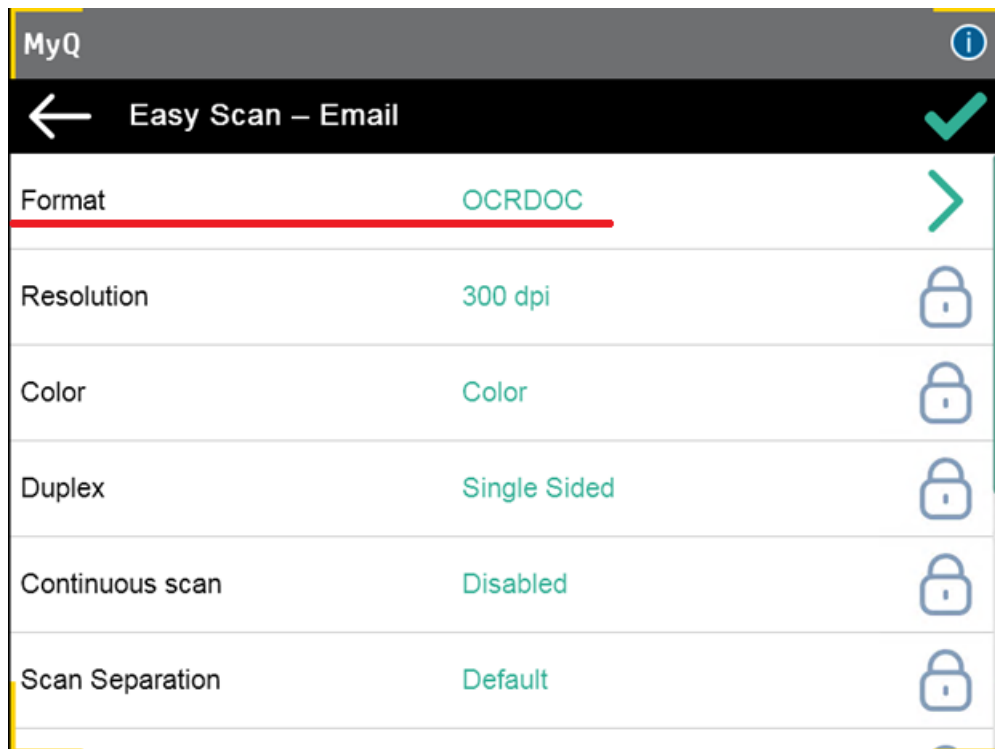 MyQ
Easy Scan – Email
Format OCRDOC
Resolution 300 dpi
Color Color
Duplex Single Sided
Continuous scan Disabled
Scan Separation Default